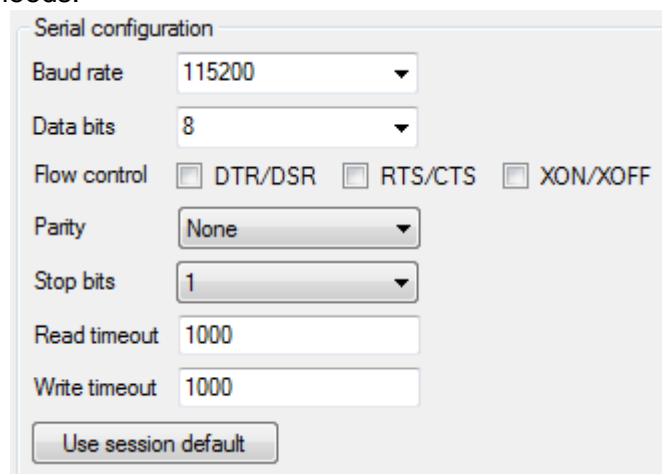 Serial configuration
Baud rate 115200
Data bits 8
Flow control DTR/DSR RTS/CTS XON/XOFF
Parity None
Stop bits 1
Read timeout 1000
Write timeout 1000
Use session default